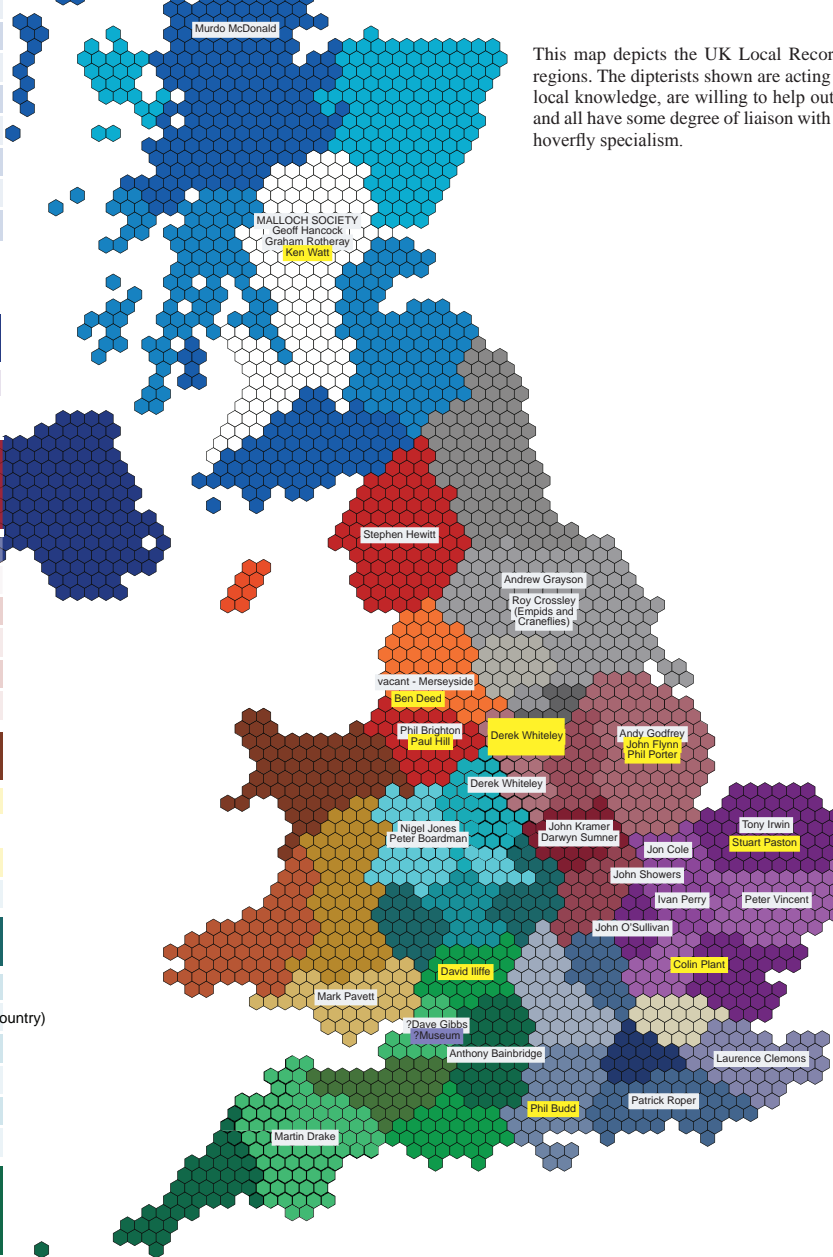 Murdo McDonald
This map depicts the UK Local Recor
regions. The dipterists shown are acting
local knowledge, are willing to help out
and all have some degree of liaison with
hoverfly specialism.
MALLOCH SOCIETY
Geoff Hancock
Graham Rotheray
Ken Watt
Stephen Hewitt
Andrew Grayson
Roy Crossley
(Empids and
Craneflies)
vacant - Merseyside
Ben Deed
Phil Brighton
Paul Hill
Derek Whiteley
Andy Godfrey
John Flynn
Phil Porter
Derek Whiteley
Nigel Jones
Peter Boardman
John Kramer
Darwyn Sumner
Tony Irwin
Stuart Paston
Jon Cole
John Showers
Ivan Perry
Peter Vincent
John O'Sullivan
Colin Plant
David Iliffe
Mark Pavett
ountry)
?Dave Gibbs
?Museum
Anthony Bainbridge
Laurence Clemons
Patrick Roper
Phil Budd
Martin Drake